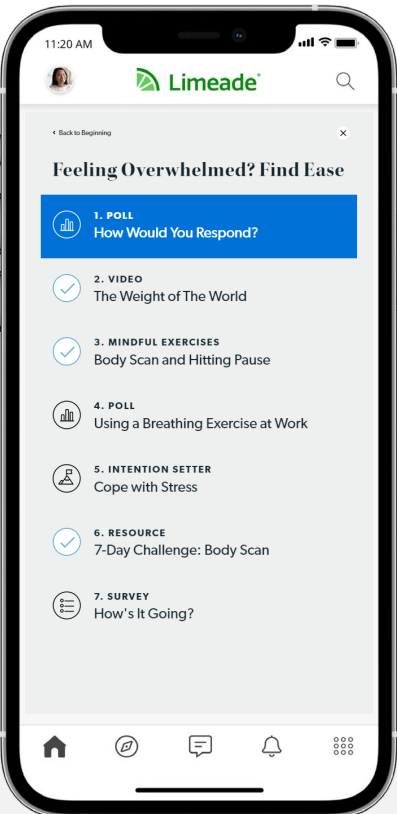 11:20 AM
Limeade
‹ Back to Beginning
×
Feeling Overwhelmed? Find Ease
1. POLL
How Would You Respond?
2. VIDEO
The Weight of The World
3. MINDFUL EXERCISES
Body Scan and Hitting Pause
4. POLL
Using a Breathing Exercise at Work
5. INTENTION SETTER
Cope with Stress
6. RESOURCE
7-Day Challenge: Body Scan
7. SURVEY
How's It Going?